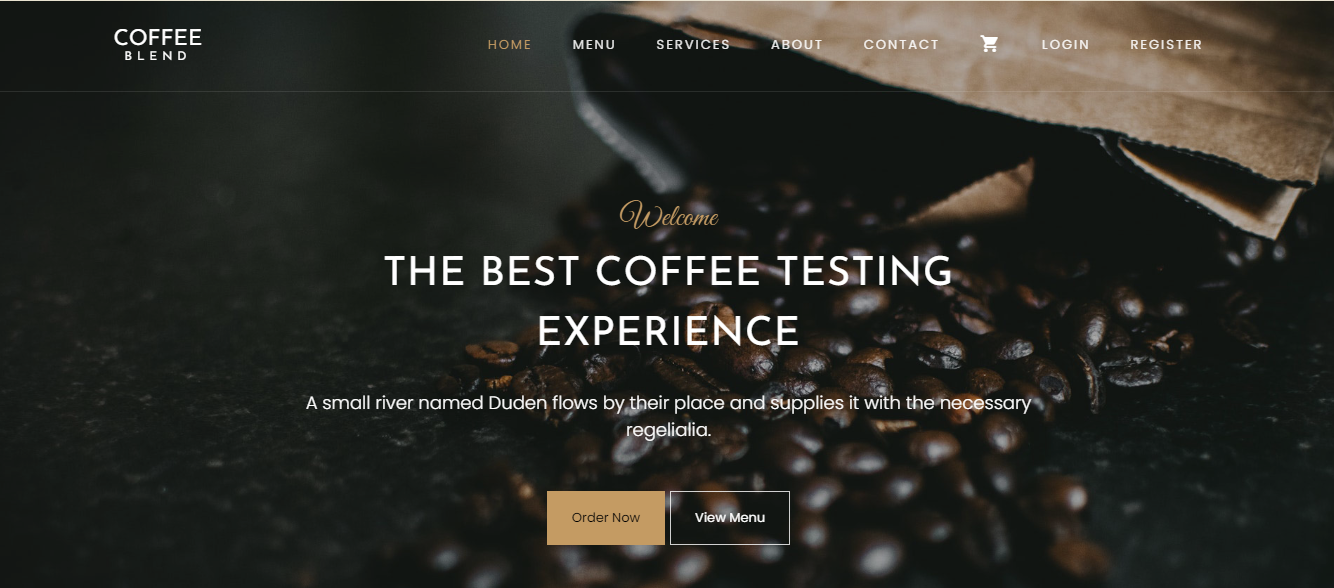 COFFEE
BLEND
HOME MENU SERVICES ABOUT CONTACT LOGIN REGISTER
Welcome
THE BEST COFFEE TESTING
EXPERIENCE
A small river named Duden flows by their place and supplies it with the necessary
regelialia.
Order Now View Menu